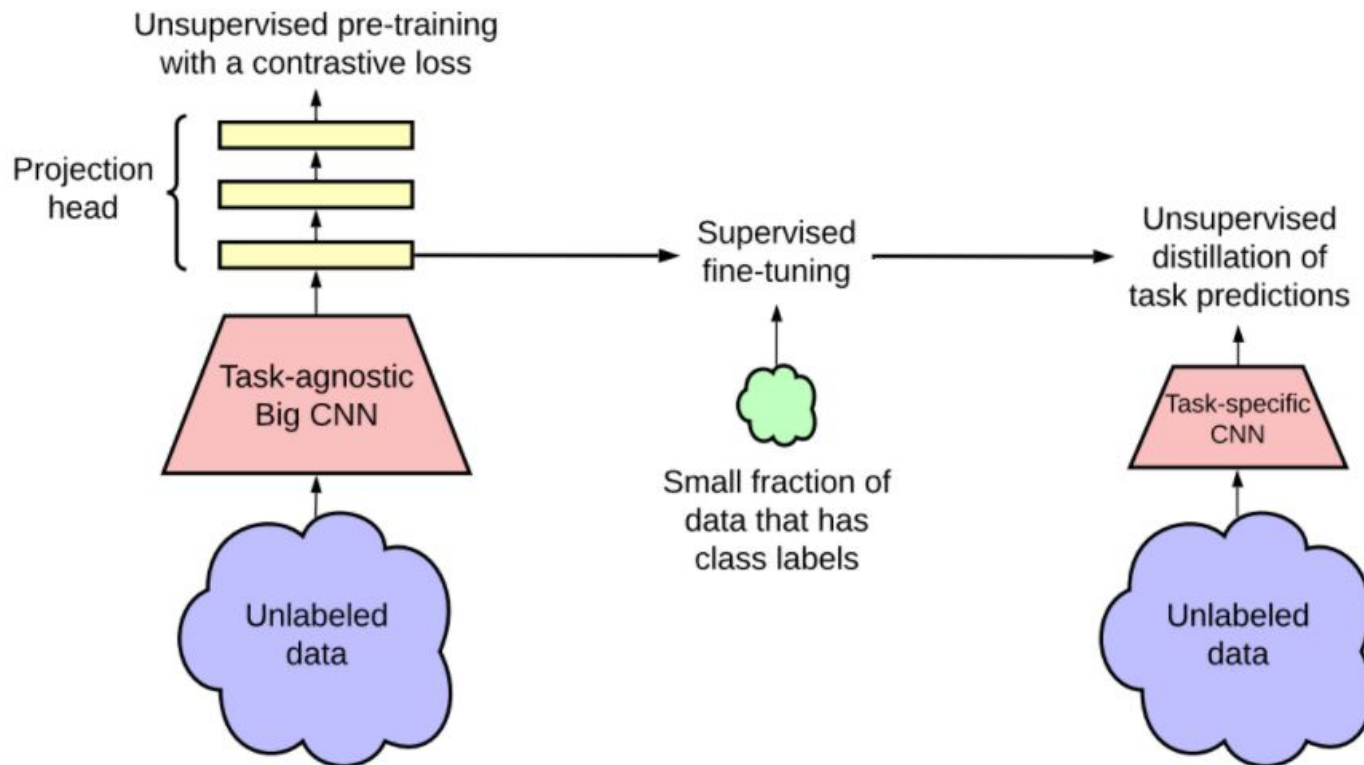 Unsupervised pre-training
with a contrastive loss
Projection
head
Task-agnostic
Big CNN
Unlabeled
data
Supervised
fine-tuning
Small fraction of
data that has
class labels
Unsupervised
distillation of
task predictions
Task-specific
CNN
Unlabeled
data